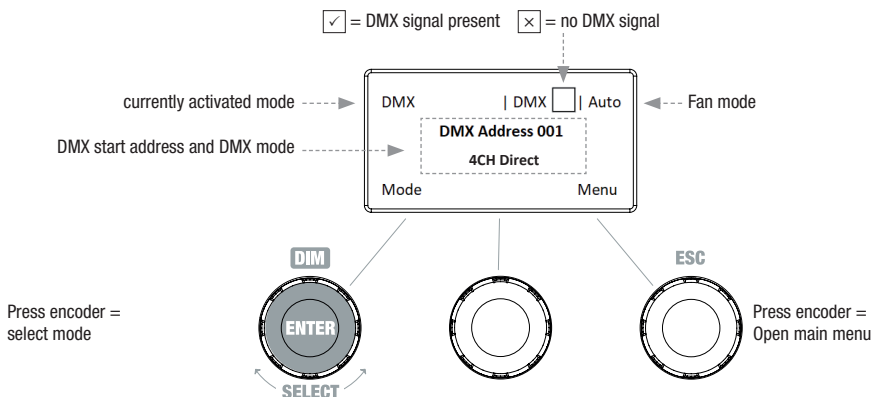 ✓ = DMX signal present × = no DMX signal
currently activated mode
DMX | DMX | Auto
Fan mode
DMX Address 001
DMX start address and DMX mode
4CH Direct
Mode Menu
DIM
ESC
Press encoder =
select mode
ENTER
Press encoder =
Open main menu
SELECT